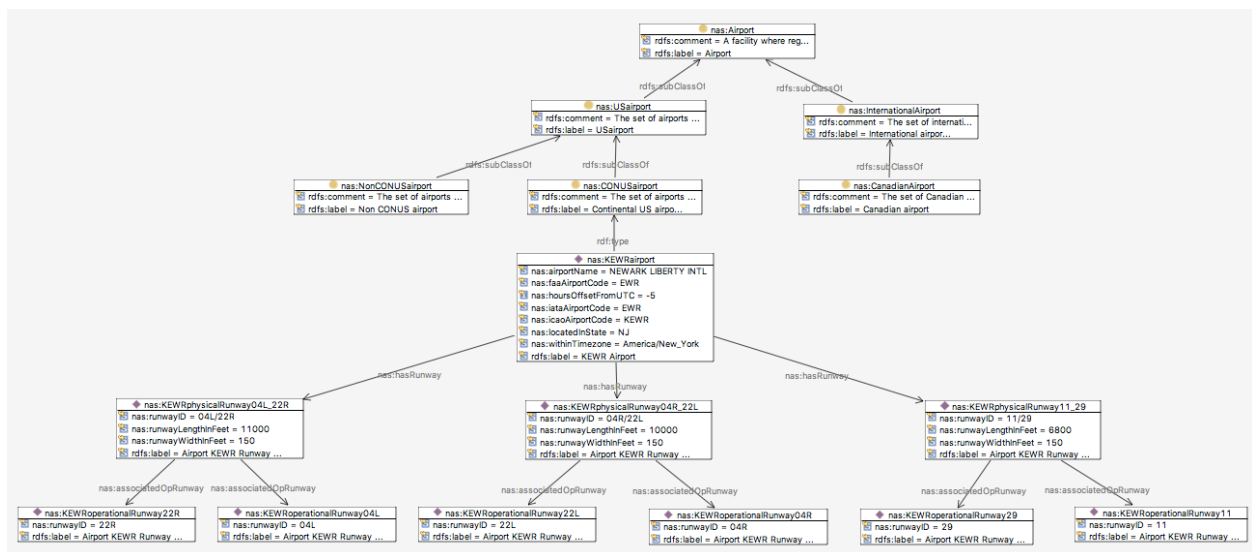 nas:Airport
rdfs:comment = A facility where reg...
rdfs:label = Airport
rdfs:subClassOf
rdfs:subClassOf
nas:USairport
rdfs:comment = The set of airports ...
rdfs:label = USairport
nas:InternationalAirport
rdfs:comment = The set of internati...
rdfs:label = International airpor...
rdfs:subClassOf
rdfs:subClassOf
rdfs:subClassOf
nas:NonCONUSairport
rdfs:comment = The set of airports ...
rdfs:label = Non CONUS airport
nas:CONUSairport
rdfs:comment = The set of airports ...
rdfs:label = Continental US airpo...
nas:CanadianAirport
rdfs:comment = The set of Canadian ...
rdfs:label = Canadian airport
rdf:type
nas:KEWRairport
nas:airportName = NEWARK LIBERTY INTL
nas:faaAirportCode = EWR
nas:hoursOffsetFromUTC = -5
nas:iataAirportCode = EWR
nas:icaoAirportCode = KEWR
nas:locatedInState = NJ
nas:withinTimezone = America/New_York
rdfs:label = KEWR Airport
nas:hasRunway
nas:hasRunway
nas:hasRunway
nas:KEWRphysicalRunway04L_22R
nas:runwayID = 04L/22R
nas:runwayLengthInFeet = 11000
nas:runwayWidthInFeet = 150
rdfs:label = Airport KEWR Runway ...
nas:KEWRphysicalRunway04R_22L
nas:runwayID = 04R/22L
nas:runwayLengthInFeet = 10000
nas:runwayWidthInFeet = 150
rdfs:label = Airport KEWR Runway ...
nas:KEWRphysicalRunway11_29
nas:runwayID = 11/29
nas:runwayLengthInFeet = 6800
nas:runwayWidthInFeet = 150
rdfs:label = Airport KEWR Runway ...
nas:associatedOpRunway
nas:associatedOpRunway
nas:associatedOpRunway
nas:associatedOpRunway
nas:associatedOpRunway
nas:associatedOpRunway
nas:KEWRoperationalRunway22R
nas:runwayID = 22R
rdfs:label = Airport KEWR Runway ...
nas:KEWRoperationalRunway04L
nas:runwayID = 04L
rdfs:label = Airport KEWR Runway ...
nas:KEWRoperationalRunway22L
nas:runwayID = 22L
rdfs:label = Airport KEWR Runway ...
nas:KEWRoperationalRunway04R
nas:runwayID = 04R
rdfs:label = Airport KEWR Runway ...
nas:KEWRoperationalRunway29
nas:runwayID = 29
rdfs:label = Airport KEWR Runway ...
nas:KEWRoperationalRunway11
nas:runwayID = 11
rdfs:label = Airport KEWR Runway ...